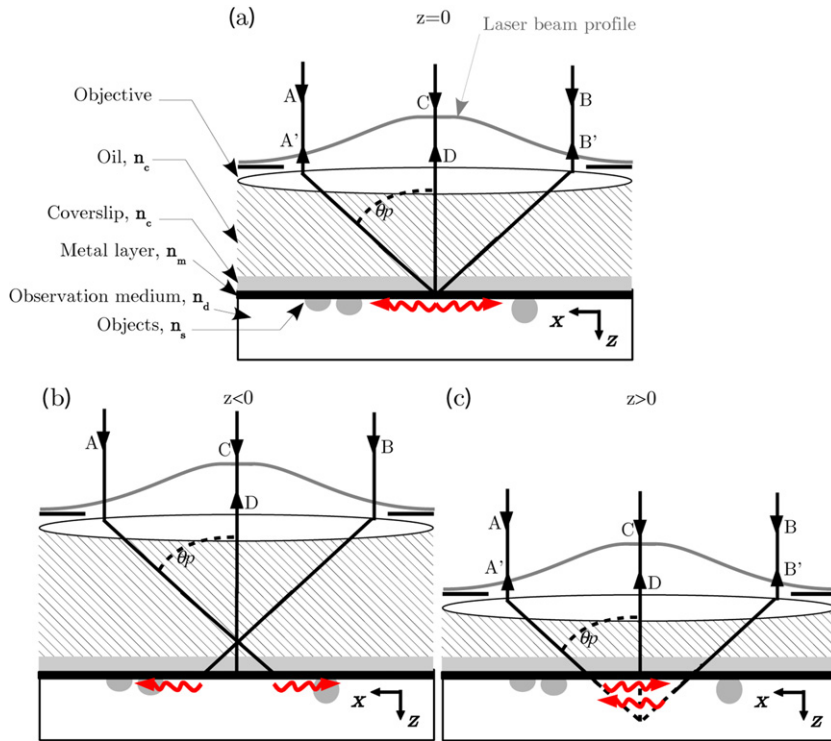 (a)
z=0
Laser beam profile
Objective
Oil, n_c
Coverslip, n_c
Metal layer, n_m
Observation medium, n_d
Objects, n_s
A
C
B
A'
D
B'
θp
x
z
(b)
z<0
A
C
B
D
θp
x
z
(c)
z>0
A
C
B
A'
D
B'
θp
x
z